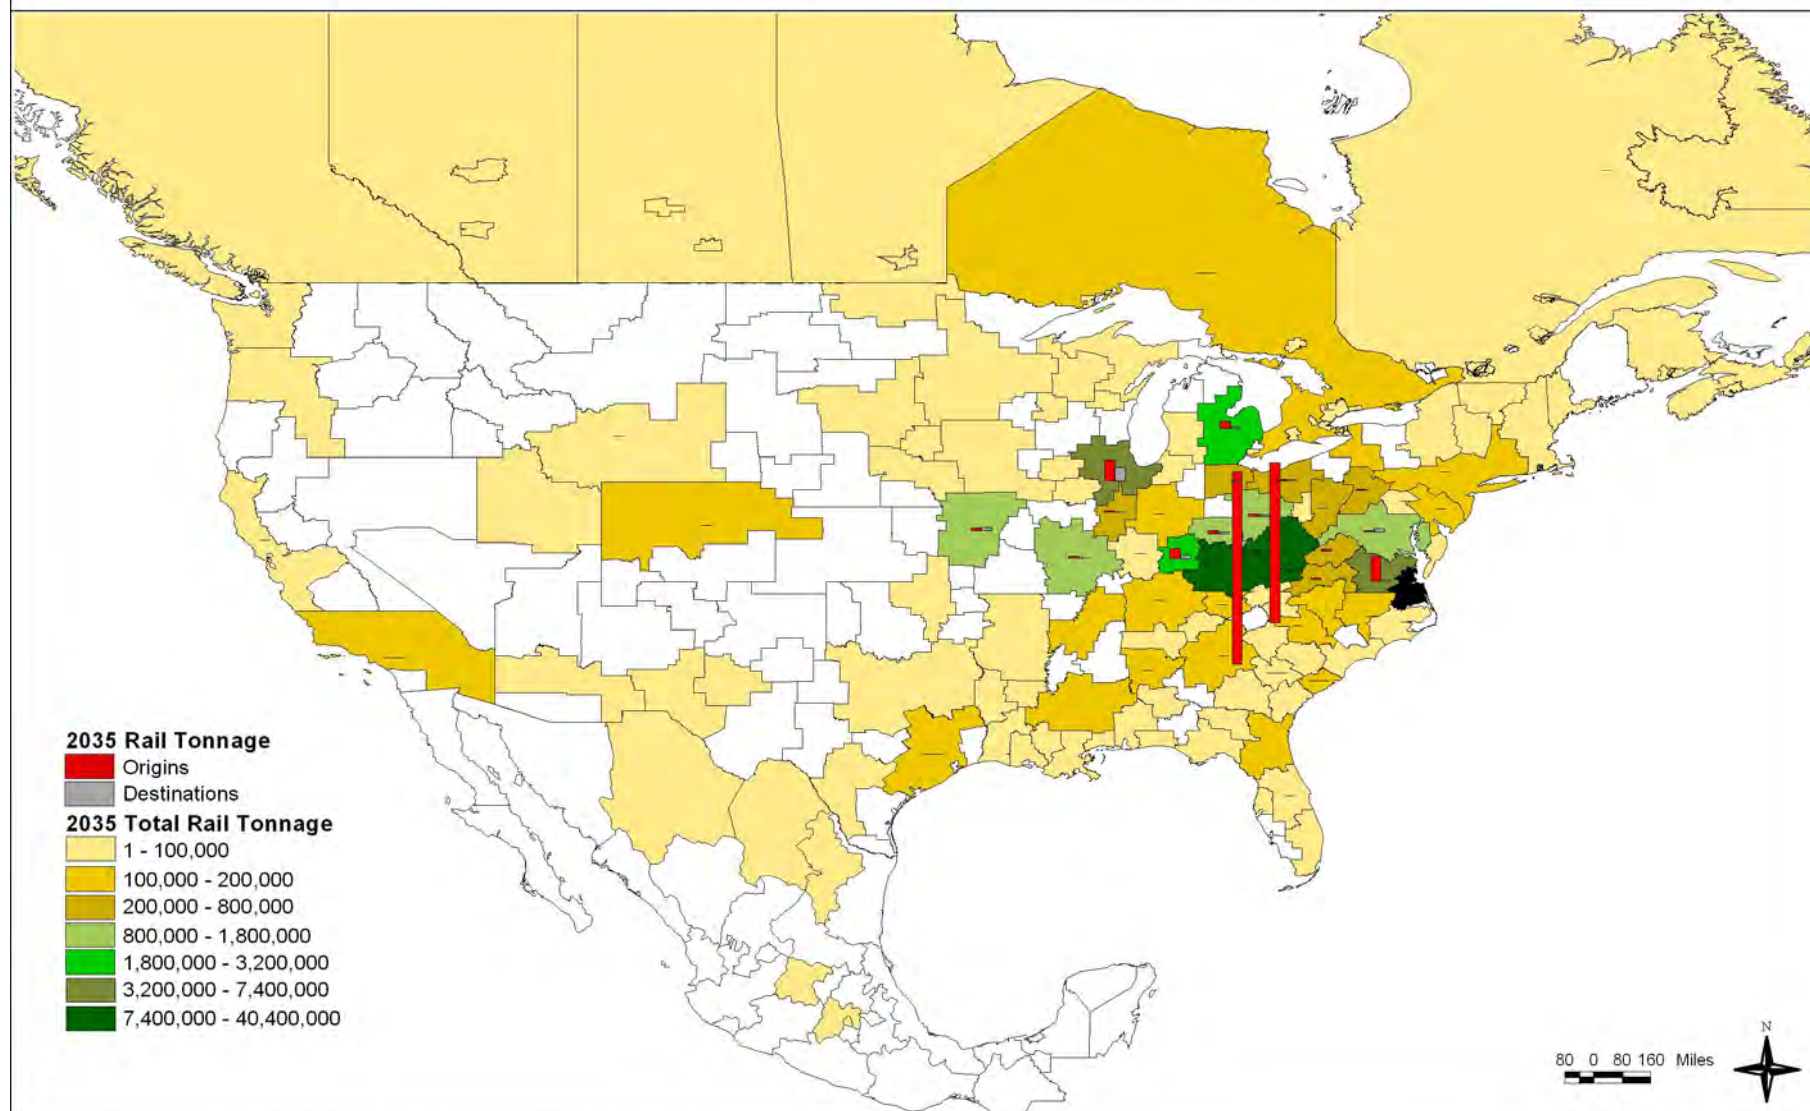 2035 Rail Tonnage
Origins
Destinations
2035 Total Rail Tonnage
1 - 100,000
100,000 - 200,000
200,000 - 800,000
800,000 - 1,800,000
1,800,000 - 3,200,000
3,200,000 - 7,400,000
7,400,000 - 40,400,000
N
80 0 80 160 Miles